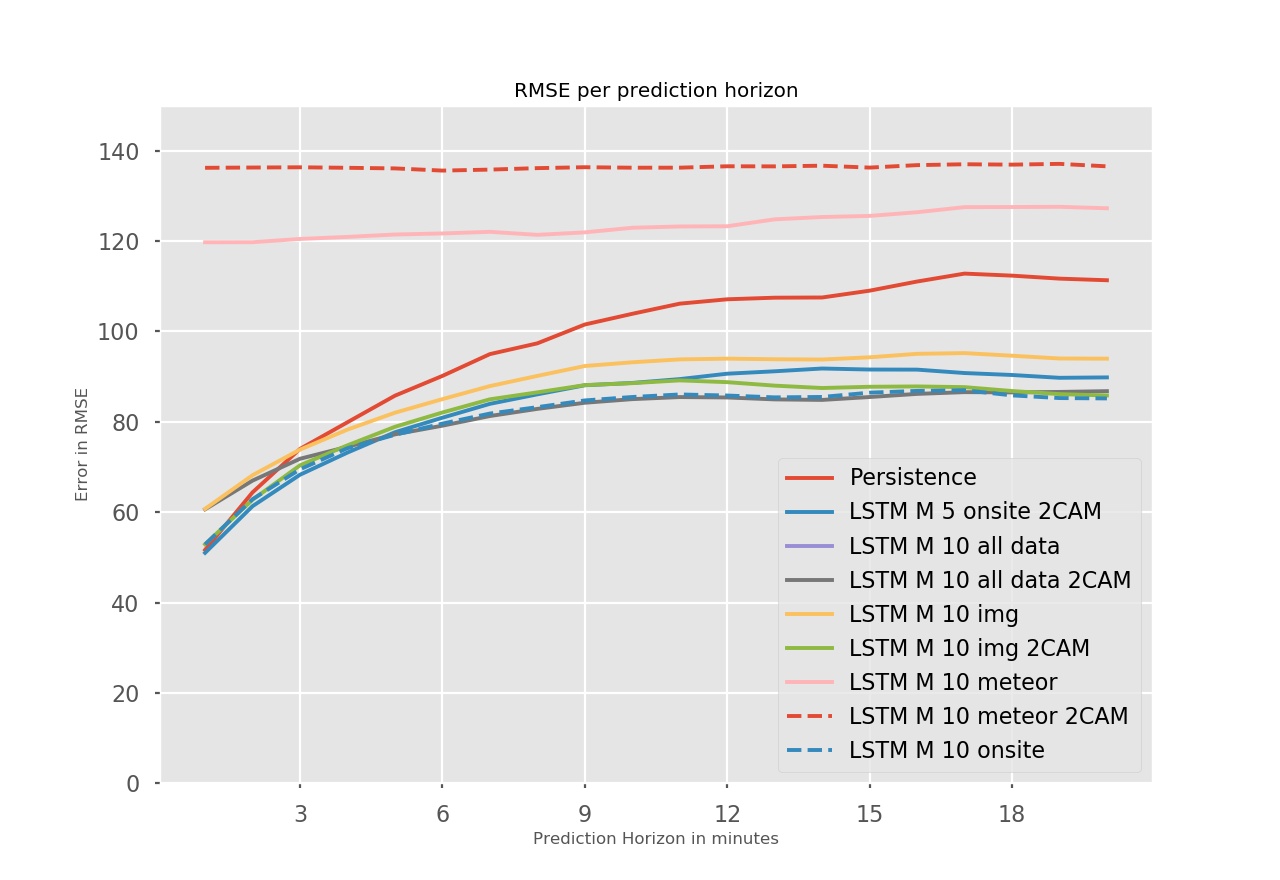 RMSE per prediction horizon
140
120
100
80
60
40
20
0
Error in RMSE
3 6 9 12 15 18
Prediction Horizon in minutes
Persistence
LSTM M 5 onsite 2CAM
LSTM M 10 all data
LSTM M 10 all data 2CAM
LSTM M 10 img
LSTM M 10 img 2CAM
LSTM M 10 meteor
LSTM M 10 meteor 2CAM
LSTM M 10 onsite